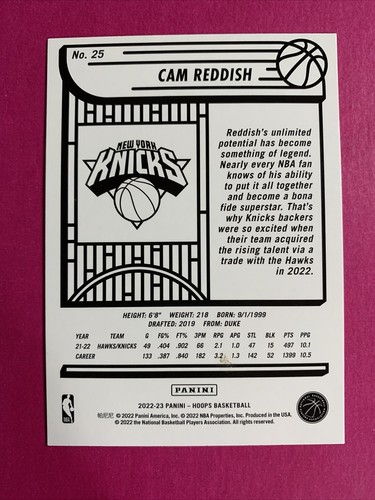 No. 25
CAM REDDISH
NEW YORK
KNICKS
Reddish's unlimited
potential has become
something of legend.
Nearly every NBA fan
knows of his ability
to put it all together
and become a bona
fide superstar. That's
why Knicks backers
were so excited when
their team acquired
the rising talent via a
trade with the Hawks
in 2022.
HEIGHT: 6'8" WEIGHT: 218 BORN: 9/1/1999
DRAFTED: 2019 FROM: DUKE
YEAR TEAM G FG% FT% 3PM RPG APG STL BLK PTS PPG
21-22 HAWKS/KNICKS 49 .404 .902 66 2.1 1.0 47 15 497 10.1
CAREER 133 .387 .840 182 3.2 1.3 142 52 1399 10.5
PANINI
2022-23 PANINI – HOOPS BASKETBALL
帕尼尼 © 2022 Panini America, Inc. © 2022 NBA Properties, Inc. Produced in the USA.
© 2022 the National Basketball Players Association. All rights reserved.